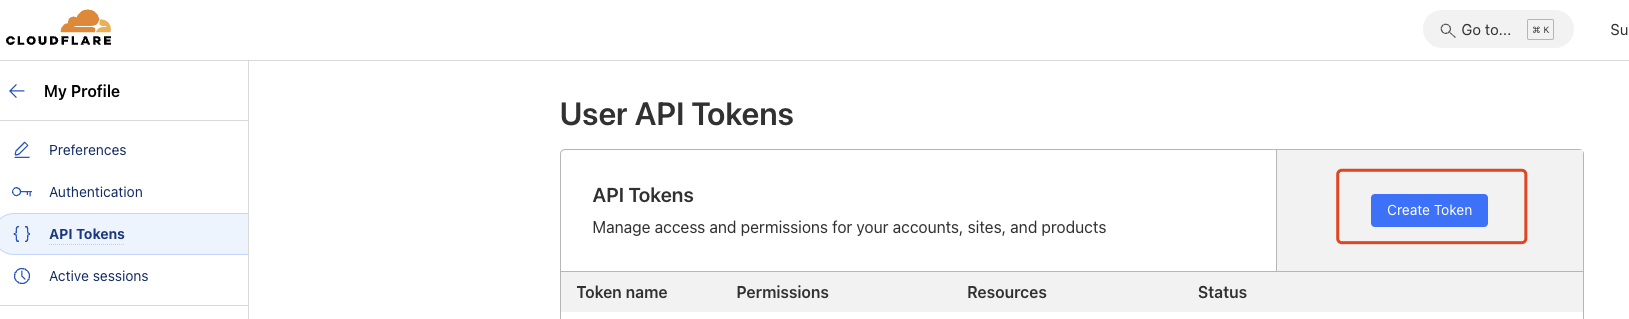 CLOUDFLARE
Go to... ⌘ K
Su
My Profile
Preferences
Authentication
API Tokens
Active sessions
User API Tokens
API Tokens
Manage access and permissions for your accounts, sites, and products
Create Token
Token name Permissions Resources Status